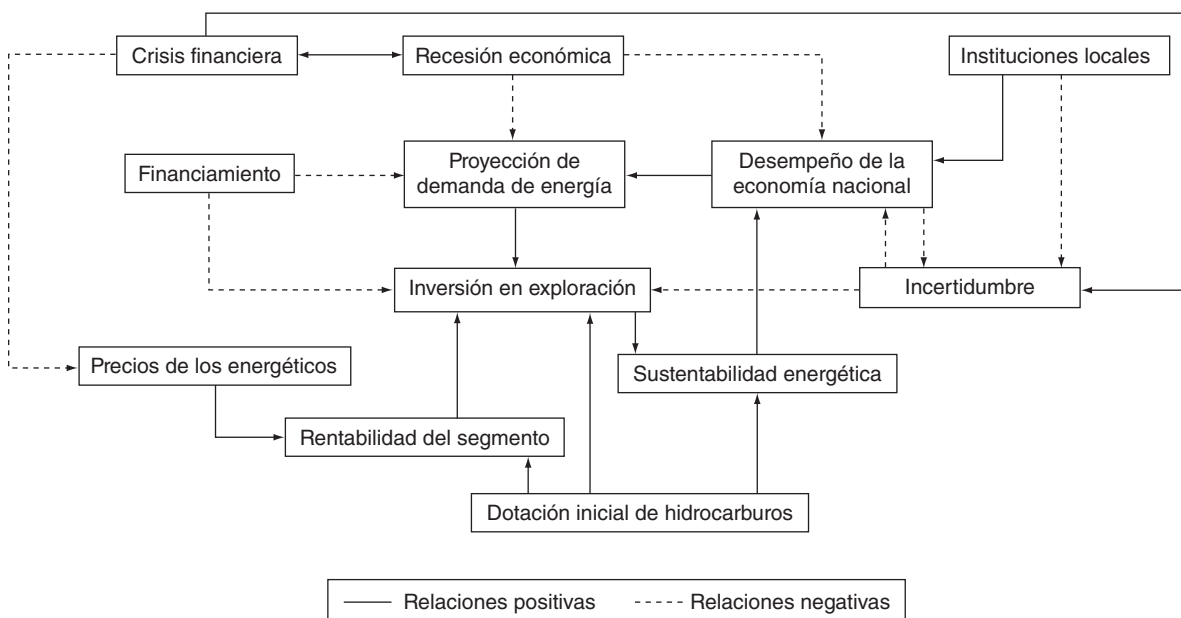 Crisis financiera
Recesión económica
Instituciones locales
Financiamiento
Proyección de
demanda de energía
Desempeño de la
economía nacional
Inversión en exploración
Incertidumbre
Precios de los energéticos
Sustentabilidad energética
Rentabilidad del segmento
Dotación inicial de hidrocarburos
Relaciones positivas
Relaciones negativas